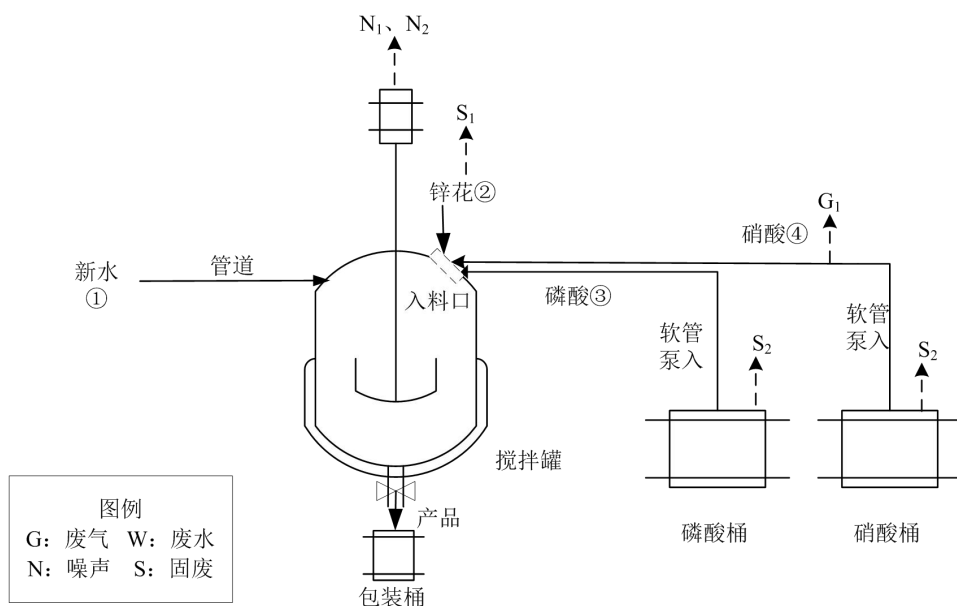 N₁、N₂
S₁
锌花②
G₁
硝酸④
新水
①
管道
入料口
磷酸③
软管
泵入
软管
泵入
S₂
S₂
搅拌罐
产品
包装桶
磷酸桶
硝酸桶
图例
G：废气 W：废水
N：噪声 S：固废